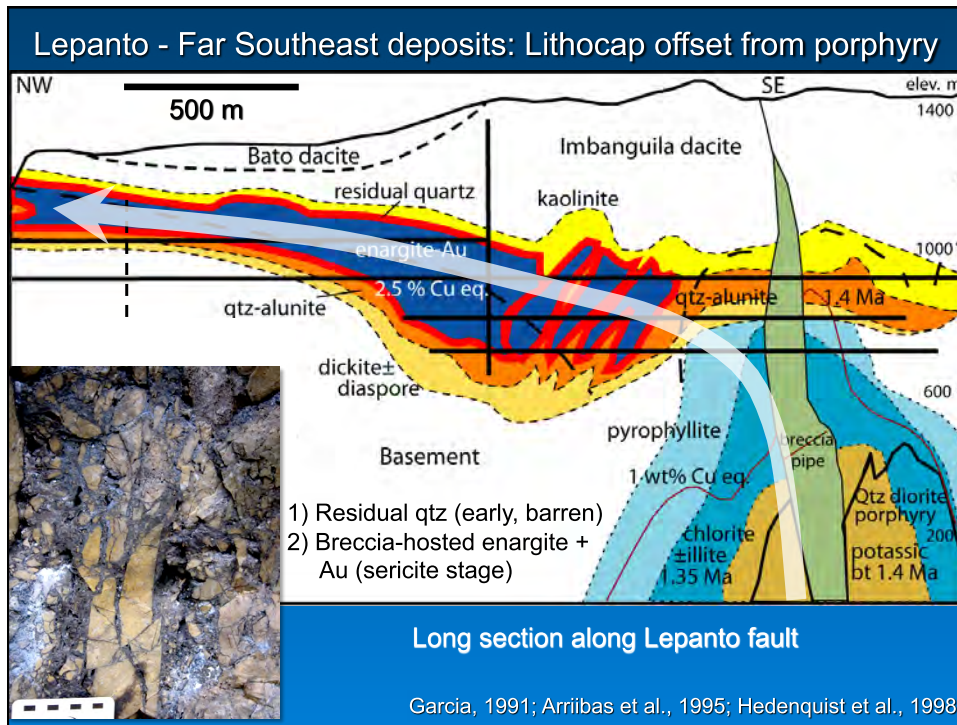 Lepanto - Far Southeast deposits: Lithocap offset from porphyry
NW
SE
elev. m
500 m
1400
Bato dacite
Imbanguila dacite
residual quartz
kaolinite
enargite-Au
1000
2.5 % Cu eq.
qtz-alunite
1.4 Ma
qtz-alunite
dickite±
diaspore
600
pyrophyllite
Basement
breccia
pipe
1 wt% Cu eq.
Qtz diorite
porphyry
200
1) Residual qtz (early, barren)
2) Breccia-hosted enargite +
Au (sericite stage)
chlorite
±illite
1.35 Ma
potassic
bt 1.4 Ma
Long section along Lepanto fault
Garcia, 1991; Arriibas et al., 1995; Hedenquist et al., 1998